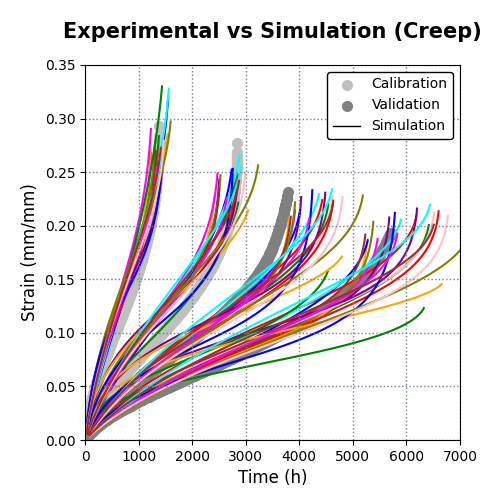 Experimental vs Simulation (Creep)
0.35
0.30
0.25
0.20
0.15
0.10
0.05
0.00
Strain (mm/mm)
Calibration
Validation
Simulation
0 1000 2000 3000 4000 5000 6000 7000
Time (h)